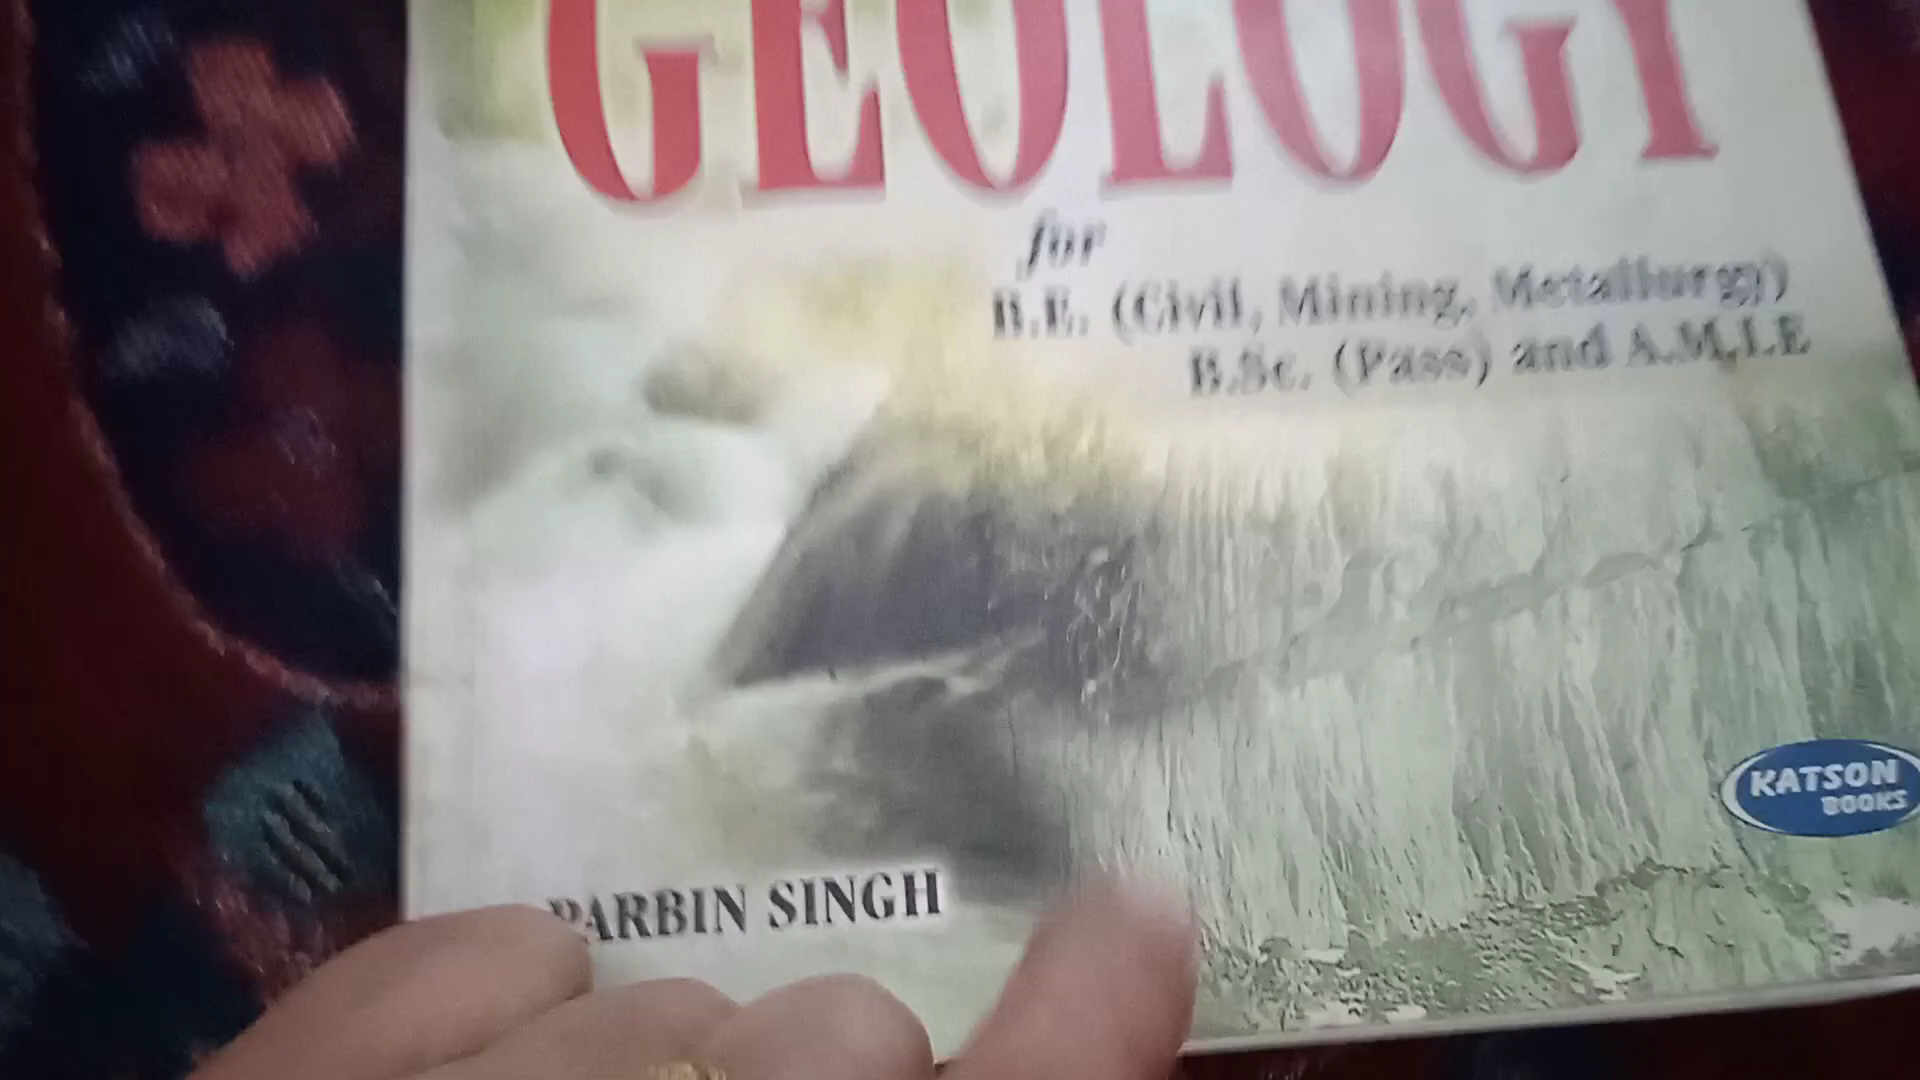 GEOLOGY
for
B.E. (Civil, Mining, Metallurgy)
B.Sc. (Pass) and A.M.I.E
KATSON
BOOKS
PARBIN SINGH